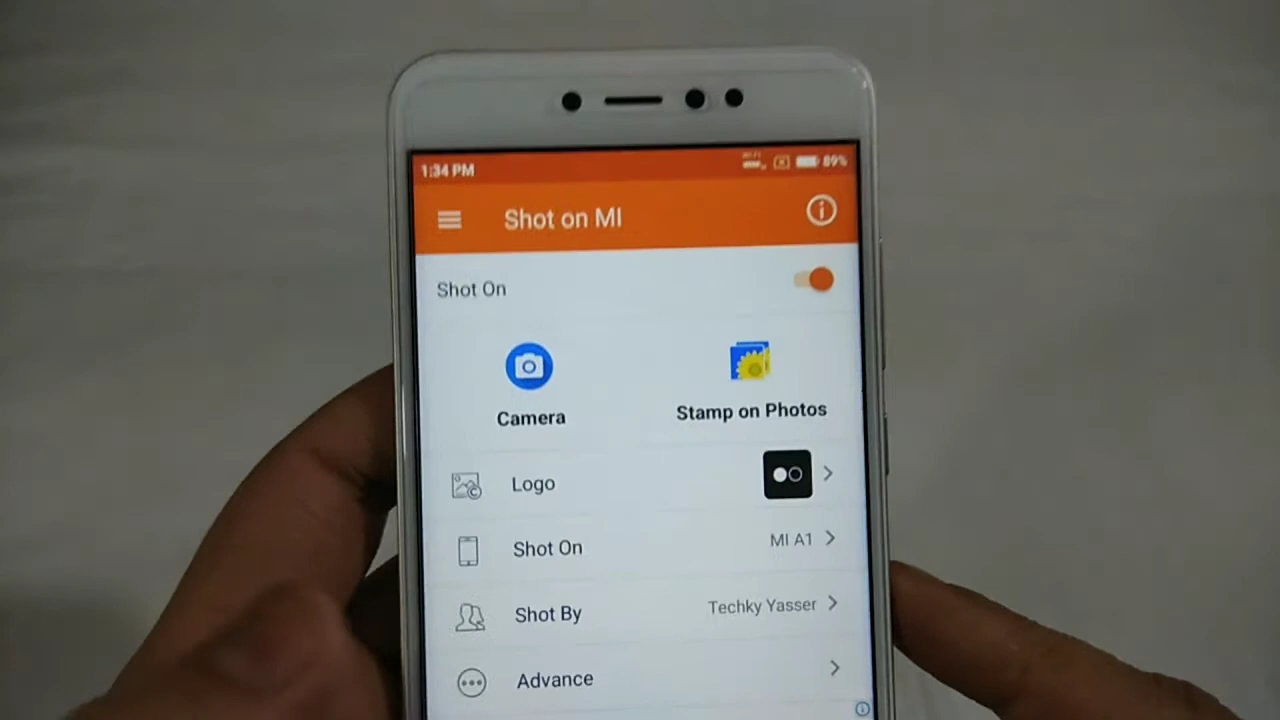 1:34 PM
89%
Shot on MI
Shot On
Camera
Stamp on Photos
Logo
Shot On
MI A1
Shot By
Techky Yasser
Advance